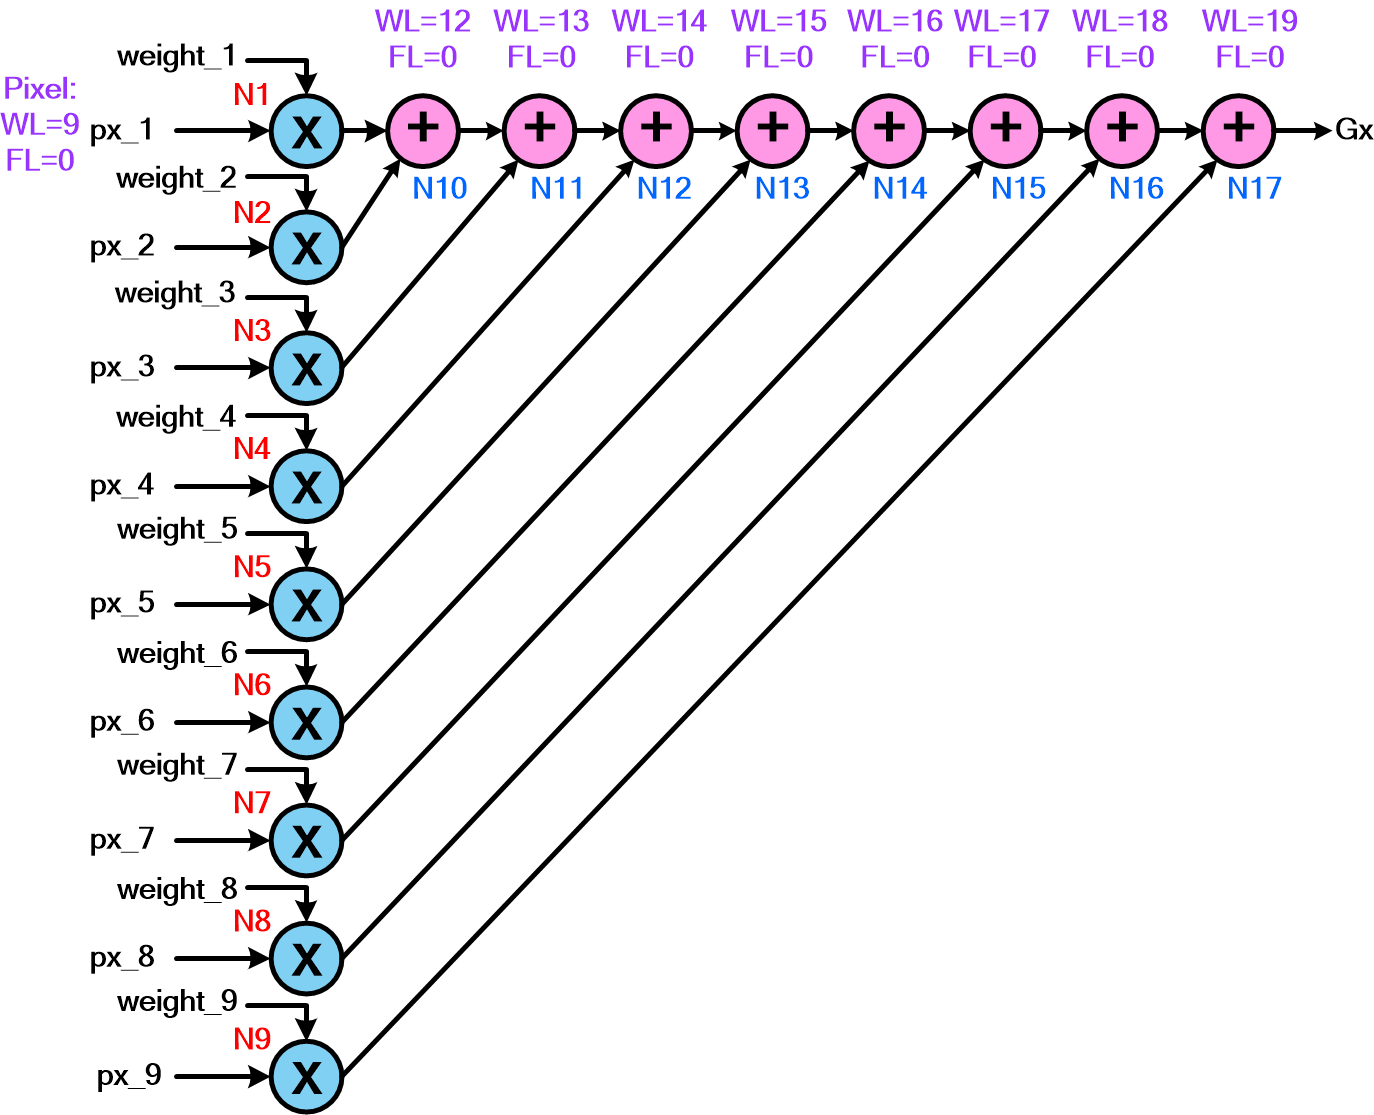 WL=12 WL=13 WL=14 WL=15 WL=16 WL=17 WL=18 WL=19
FL=0 FL=0 FL=0 FL=0 FL=0 FL=0 FL=0 FL=0
weight_1
Pixel:
WL=9
FL=0
N1
px_1
X + + + + + + + + Gx
N10 N11 N12 N13 N14 N15 N16 N17
weight_2
N2
px_2 X
weight_3
N3
px_3 X
weight_4
N4
px_4 X
weight_5
N5
px_5 X
weight_6
N6
px_6 X
weight_7
N7
px_7 X
weight_8
N8
px_8 X
weight_9
N9
px_9 X